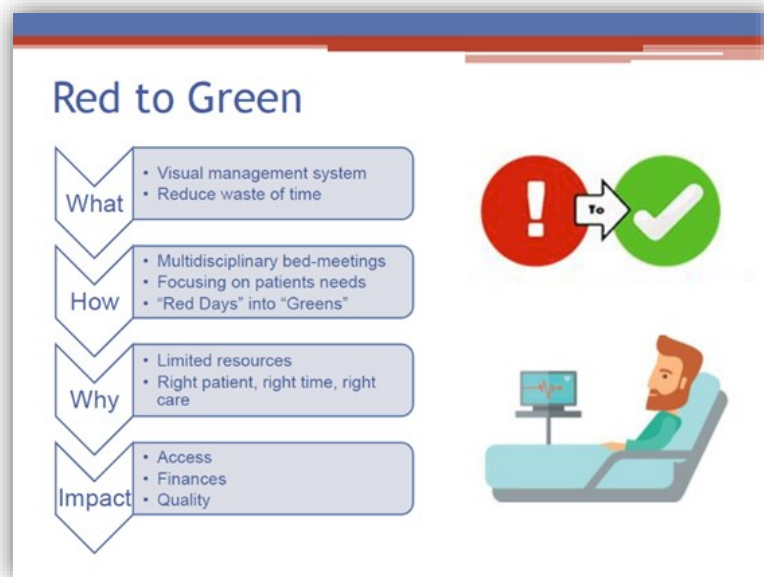 Red to Green
What
• Visual management system
• Reduce waste of time
How
• Multidisciplinary bed-meetings
• Focusing on patients needs
• “Red Days” into “Greens”
Why
• Limited resources
• Right patient, right time, right
care
Impact
• Access
• Finances
• Quality
!
To